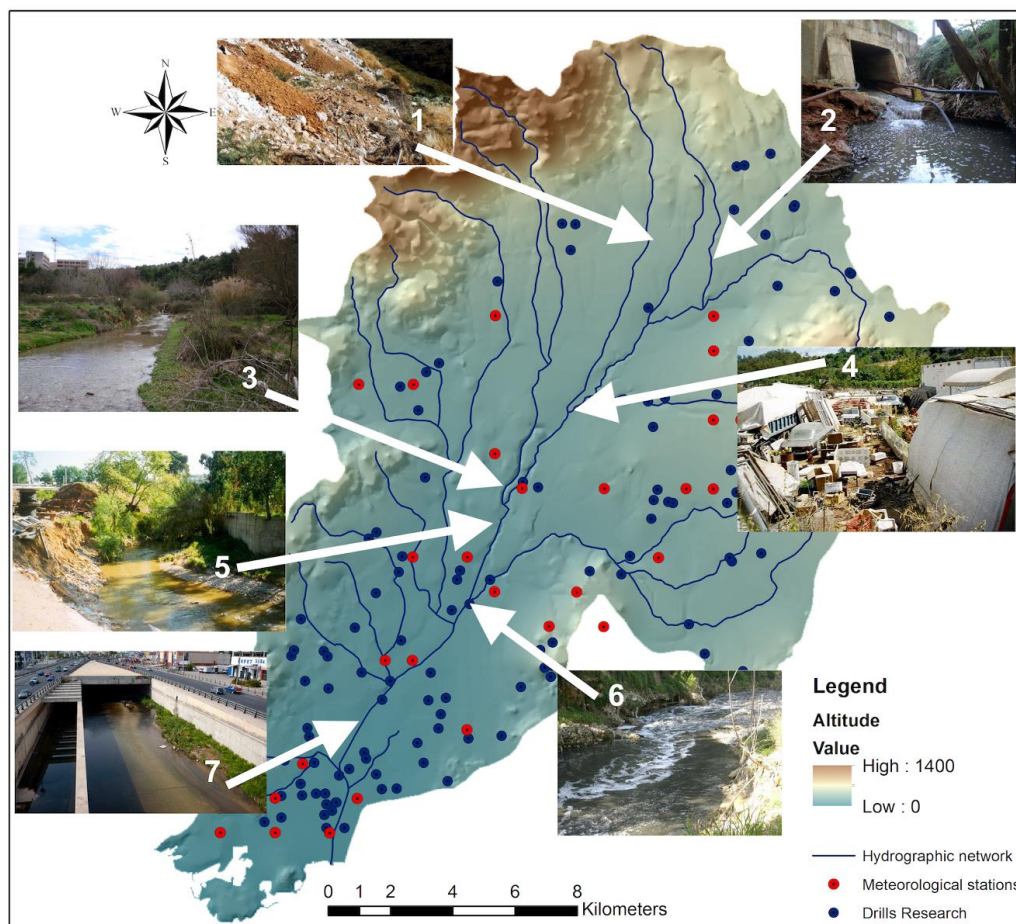 N
W E
S
1
2
3
4
5
6
7
Legend
Altitude
Value
High : 1400
Low : 0
Hydrographic network
Meteorological stations
Drills Research
0 1 2 4 6 8
Kilometers